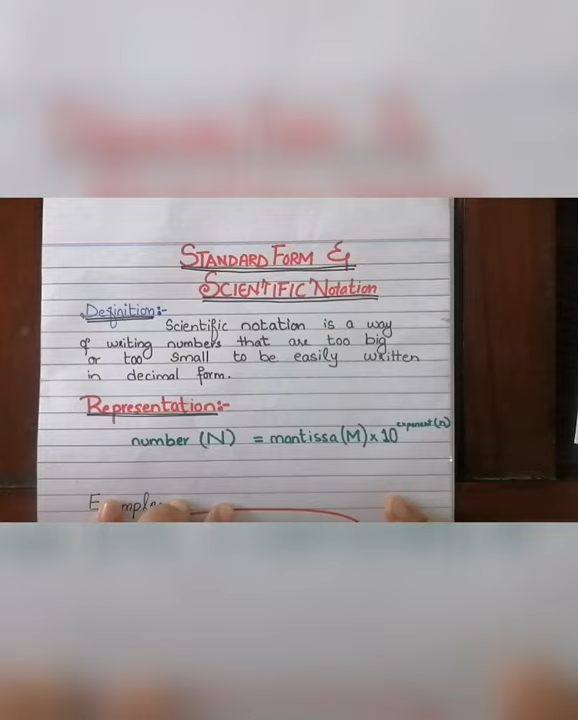 STANDARD FORM &
SCIENTIFIC Notation
Definition:-
Scientific notation is a way
of writing numbers that are too big
or too small to be easily written
in decimal form.
Representation:-
number (N) = mantissa(M) x 10^exponent(n)